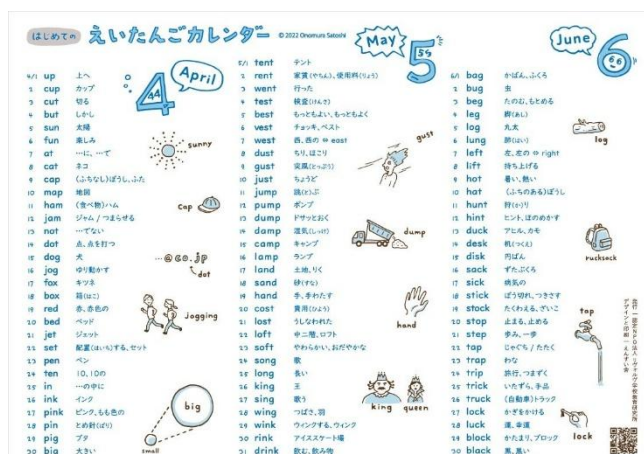 はじめての えいたんごカレンダー © 2022 Onomura Satoshi
4 April
4/1 up 上へ
2 cup カップ
3 cut 切る
4 but しかし
5 sun 太陽
6 fun 楽しみ
7 at …に、…で
8 cat ネコ
9 cap (ふちなし)ぼうし、ふた
10 map 地図
11 ham (食べ物)ハム
12 jam ジャム / つまらせる
13 not …でない
14 dot 点、点を打つ
15 dog 犬
16 jog ゆり動かす
17 fox キツネ
18 box 箱(はこ)
19 red 赤、赤色の
20 bed ベッド
21 jet ジェット
22 set 配置(はいち)する、セット
23 pen ペン
24 ten 10、10の
25 in …の中に
26 ink インク
27 pink ピンク、もも色の
28 pin とめ針(ばり)
29 pig ブタ
30 big 大きい
sunny
cap
…@co.jp
dot
jogging
big
small
May 5
5/1 tent テント
2 rent 家賃(やちん)、使用料(りょう)
3 went 行った
4 test 検査(けんさ)
5 best もっともよい、もっともよく
6 vest チョッキ、ベスト
7 west 西、西の ⇔ east
8 dust ちり、ほこり
9 gust 突風(とっぷう)
10 just ちょうど
11 jump 跳(と)ぶ
12 pump ポンプ
13 dump ドサッとおく
14 damp 湿気(しっけ)
15 camp キャンプ
16 lamp ランプ
17 land 土地、りく
18 sand 砂(すな)
19 hand 手、手わたす
20 cost 費用(ひよう)
21 lost うしなわれた
22 loft 中二階、ロフト
23 soft やわらかい、おだやかな
24 song 歌
25 long 長い
26 king 王
27 sing 歌う
28 wing つばさ、羽
29 wink ウィンクする、ウィンク
30 rink アイススケート場
31 drink 飲む、飲み物
gust
dump
hand
king queen
June 6
6/1 bag かばん、ふくろ
2 bug 虫
3 beg たのむ、もとめる
4 leg 脚(あし)
5 log 丸太
6 lung 肺(はい)
7 left 左、左の ⇔ right
8 lift 持ち上げる
9 hot 暑い、熱い
10 hat (ふちのある)ぼうし
11 hunt 狩(か)り
12 hint ヒント、ほのめかす
13 duck アヒル、カモ
14 desk 机(つくえ)
15 disk 円ばん
16 sack ずたぶくろ
17 sick 病気の
18 stick ぼう切れ、つきさす
19 stock たくわえる、ざいこ
20 stop 止まる、止める
21 step 歩み、一歩
22 tap じゃぐち / たたく
23 trap わな
24 trip 旅行、つまずく
25 trick いたずら、手品
26 truck (自動車)トラック
27 lock かぎをかける
28 luck 運、幸運
29 block かたまり、ブロック
30 black 黒、黒い
log
rucksack
tap
lock